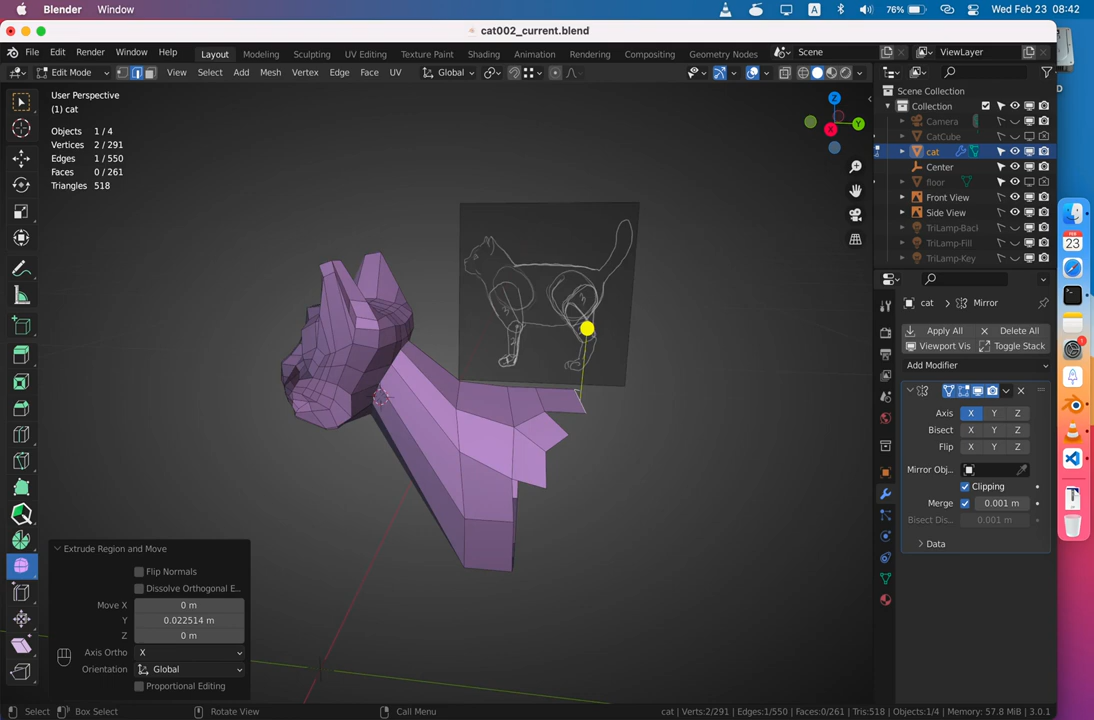 Window
76%
A
Wed Feb 23 08:42
cat002_current.blend
File Edit Render Window Help
Layout Modeling Sculpting UV Editing Texture Paint Shading Animation Rendering Compositing Geometry Nodes
Scene
ViewLayer
Edit Mode
View Select Add Mesh Vertex Edge Face UV
Global
User Perspective
(1) cat
Objects 1/4
Vertices 2/291
Edges 1/550
Faces 0/261
Triangles 518
Z
Y
X
Scene Collection
Collection
Camera
CatCube
cat
Center
floor
Front View
Side View
TriLamp-Back
TriLamp-Fill
TriLamp-Key
cat
Mirror
Apply All
Delete All
Viewport Vis
Toggle Stack
Add Modifier
Axis X Y Z
Bisect X Y Z
Flip X Y Z
Mirror Obj..
Clipping
Merge 0.001 m
Bisect Dis... 0.001 m
Data
FEB
23
Extrude Region and Move
Flip Normals
Dissolve Orthogonal E...
Move X 0 m
Y 0.022514 m
Z 0 m
Axis Ortho X
Orientation Global
Proportional Editing
Select
Box Select
Rotate View
Call Menu
cat | Verts:2/291 | Edges:1/550 | Faces:0/261 | Tris:518 | Objects:1/4 | Memory: 57.8 MiB | 3.0.1